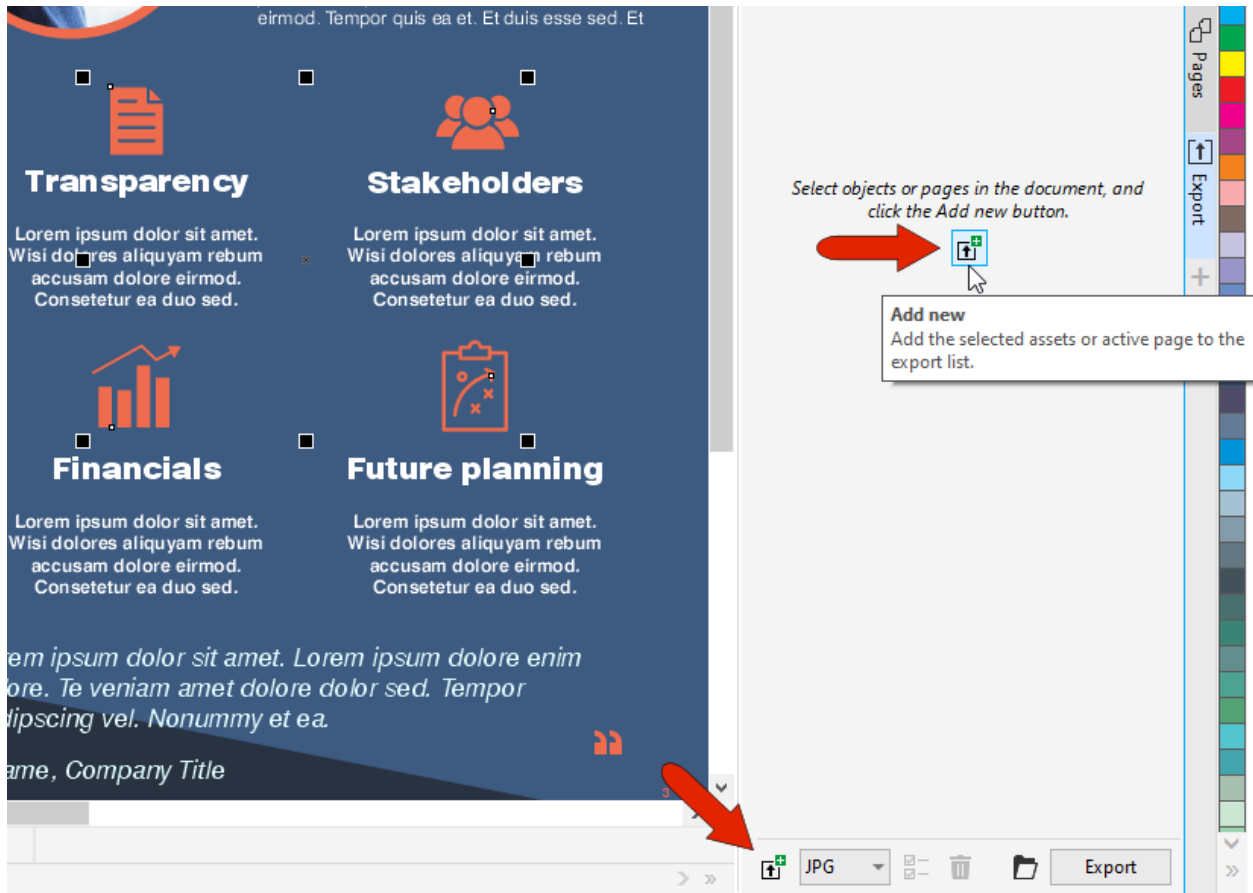 eirmod. Tempor quis ea et. Et duis esse sed. Et
Transparency
Lorem ipsum dolor sit amet.
Wisi dolores aliquyam rebum
accusam dolore eirmod.
Consetetur ea duo sed.
Stakeholders
Lorem ipsum dolor sit amet.
Wisi dolores aliquyam rebum
accusam dolore eirmod.
Consetetur ea duo sed.
Financials
Lorem ipsum dolor sit amet.
Wisi dolores aliquyam rebum
accusam dolore eirmod.
Consetetur ea duo sed.
Future planning
Lorem ipsum dolor sit amet.
Wisi dolores aliquyam rebum
accusam dolore eirmod.
Consetetur ea duo sed.
em ipsum dolor sit amet. Lorem ipsum dolore enim
ore. Te veniam amet dolore dolor sed. Tempor
dipscing vel. Nonummy et ea.
ame, Company Title
3
Select objects or pages in the document, and
click the Add new button.
Add new
Add the selected assets or active page to the
export list.
Pages
Export
JPG
Export